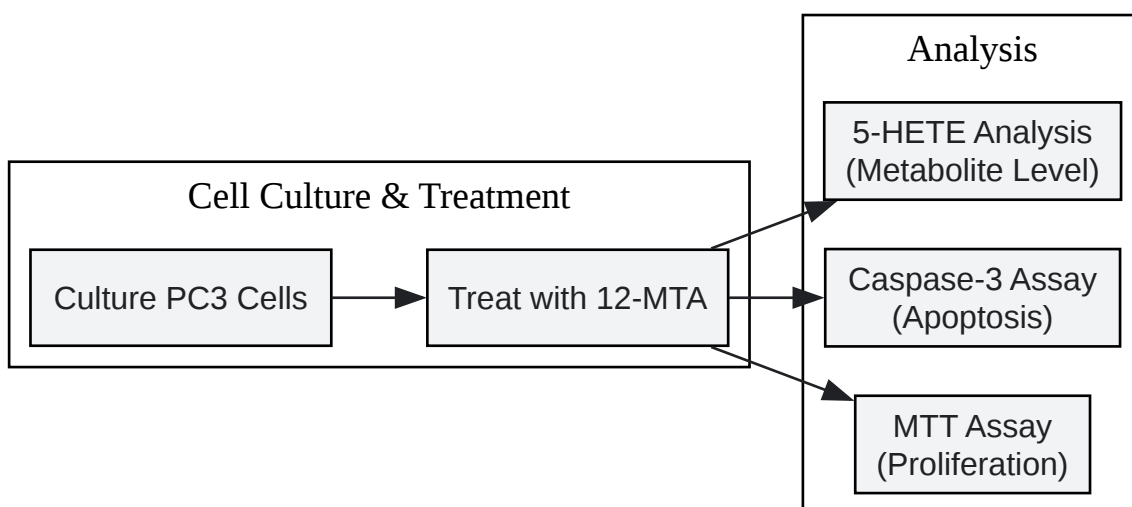 Cell Culture & Treatment
Culture PC3 Cells
Treat with 12-MTA
Analysis
5-HETE Analysis
(Metabolite Level)
Caspase-3 Assay
(Apoptosis)
MTT Assay
(Proliferation)